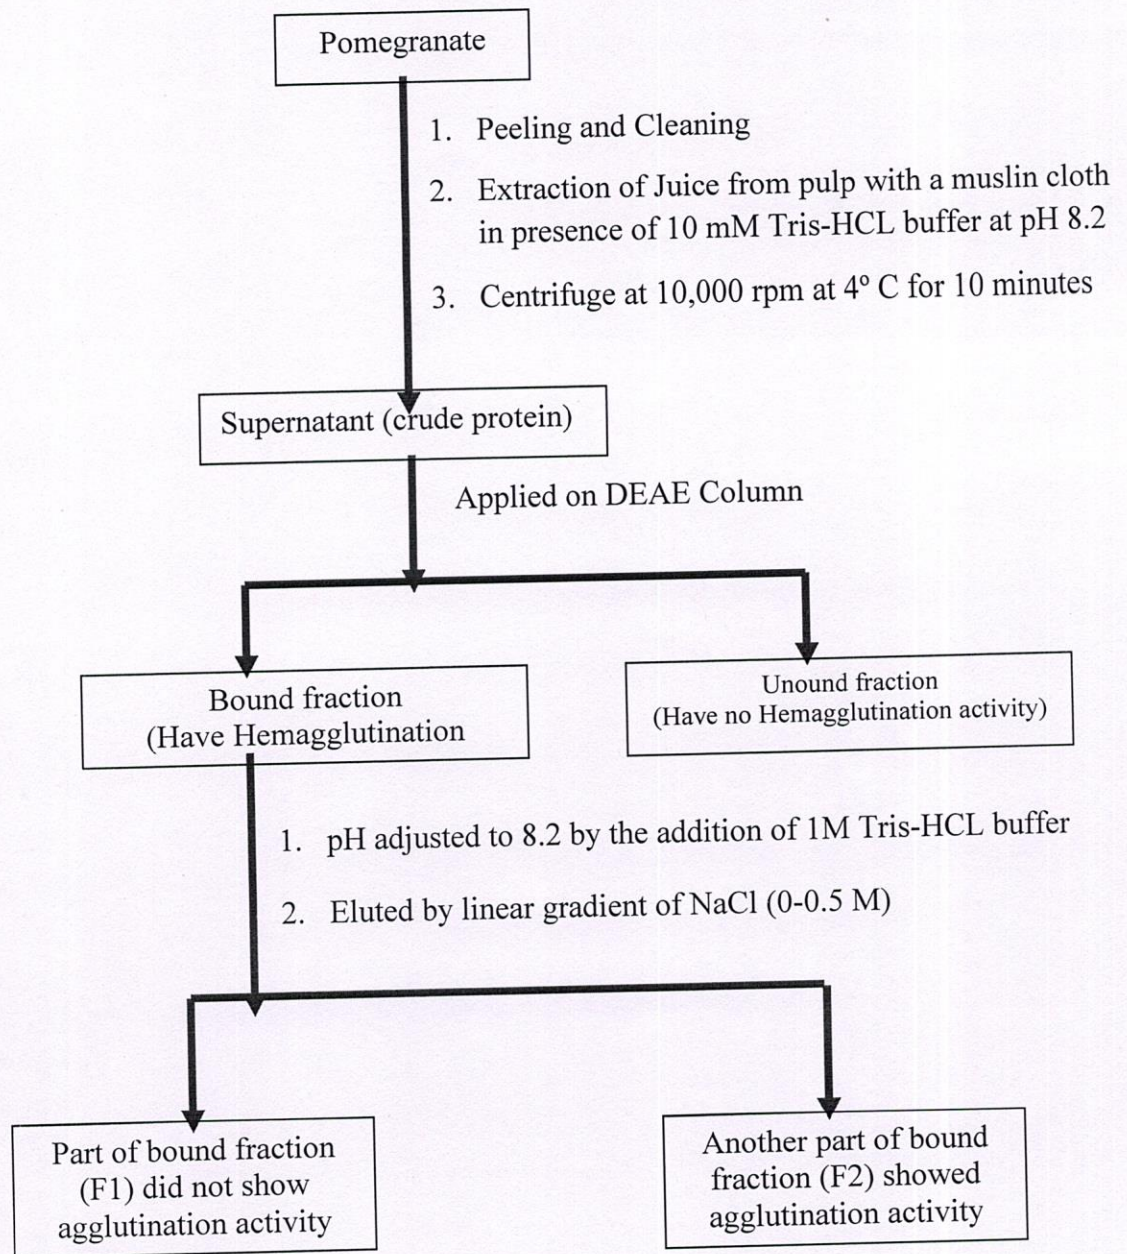 Pomegranate
1. Peeling and Cleaning
2. Extraction of Juice from pulp with a muslin cloth
in presence of 10 mM Tris-HCL buffer at pH 8.2
3. Centrifuge at 10,000 rpm at 4º C for 10 minutes
Supernatant (crude protein)
Applied on DEAE Column
Bound fraction
(Have Hemagglutination
Unound fraction
(Have no Hemagglutination activity)
1. pH adjusted to 8.2 by the addition of 1M Tris-HCL buffer
2. Eluted by linear gradient of NaCl (0-0.5 M)
Part of bound fraction
(F1) did not show
agglutination activity
Another part of bound
fraction (F2) showed
agglutination activity